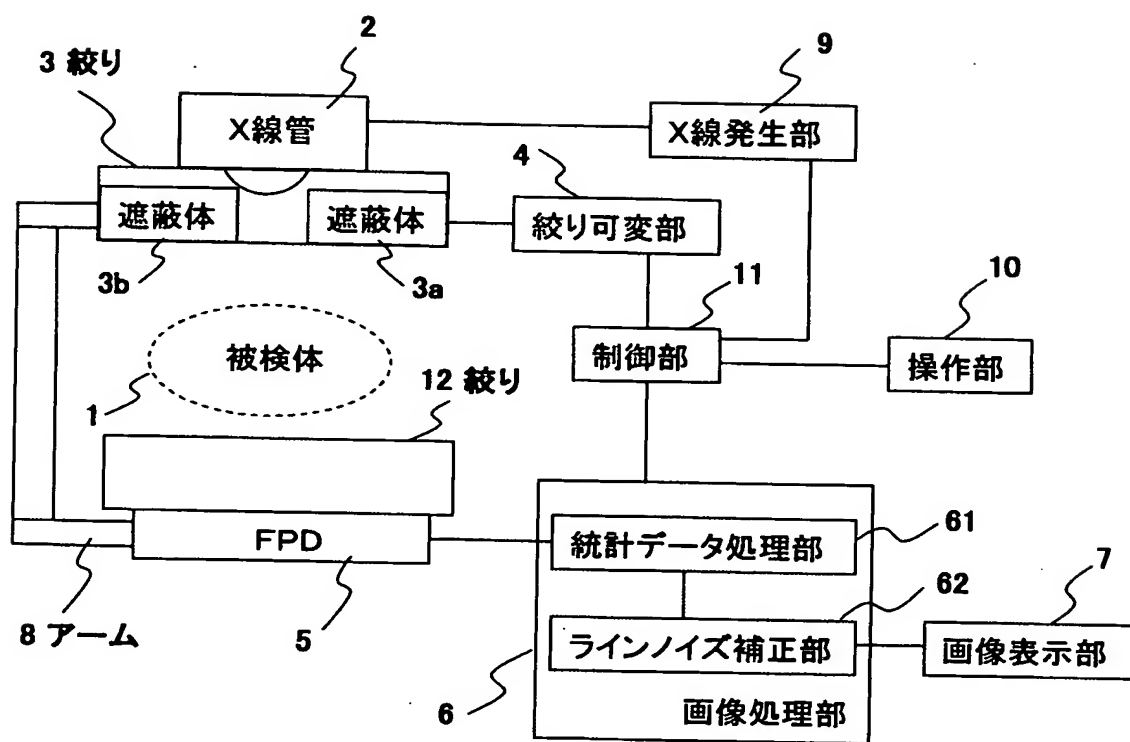 2
9
3 絞り
X線管
X線発生部
4
遮蔽体
遮蔽体
絞り可変部
3b
3a
11
10
被検体
制御部
操作部
12 絞り
1
FPD
61
統計データ処理部
7
62
8 アーム
5
ラインノイズ補正部
画像表示部
6
画像処理部